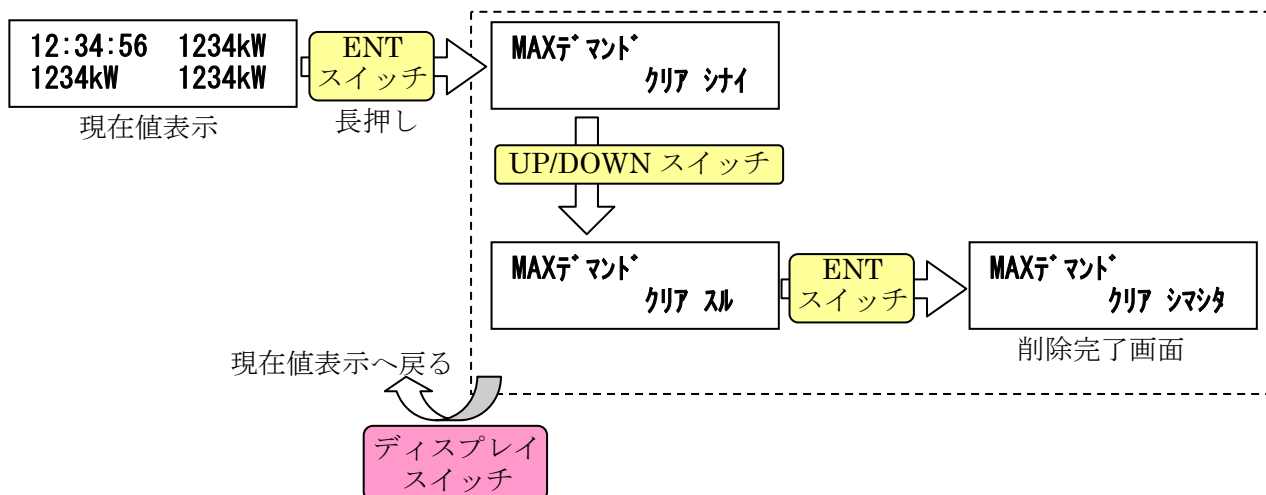 12:34:56 1234kW
1234kW 1234kW
現在値表示
ENT
スイッチ
長押し
MAXデマンド
クリア シナイ
UP/DOWN スイッチ
MAXデマンド
クリア スル
ENT
スイッチ
MAXデマンド
クリア シマシタ
削除完了画面
現在値表示へ戻る
ディスプレイ
スイッチ